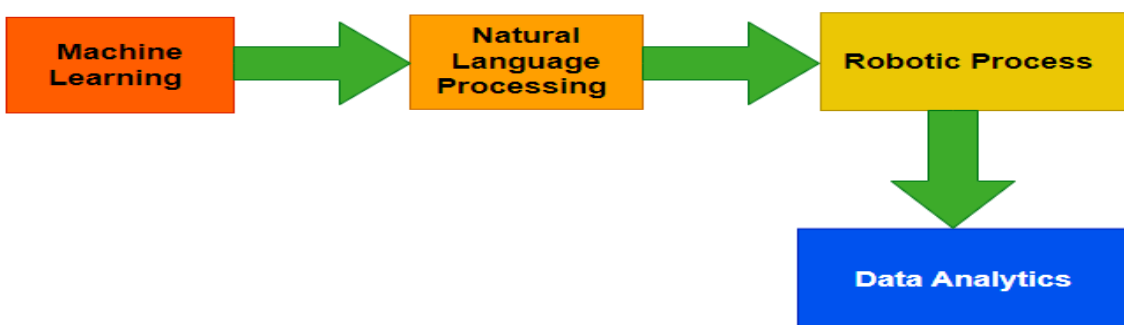 Machine
Learning
Natural
Language
Processing
Robotic Process
Data Analytics